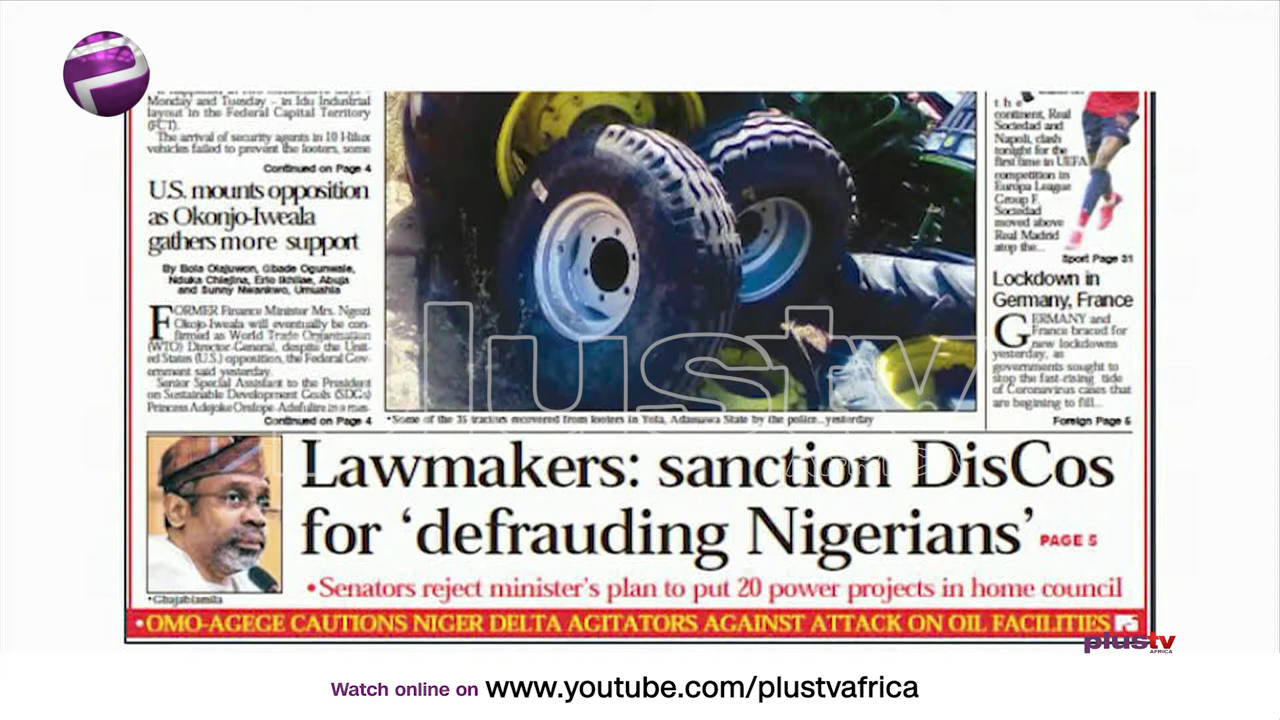 Monday and Tuesday – in Idu Industrial
layout in the Federal Capital Territory
(FCT).
The arrival of security agents in 10 Hilux
vehicles failed to prevent the looters, some
Continued on Page 4
U.S. mounts opposition
as Okonjo-Iweala
gathers more support
By Bola Olajuwon, Gbade Ogunwale,
Nduka Chiejina, Eric Ikhilae, Abuja
and Sunny Nwankwo, Umuahia
FORMER Finance Minister Mrs. Ngozi
Okojo-Iweala will eventually be con-
firmed as World Trade Organisation
(WTO) Director-General, despite the Unit-
ed States (U.S.) opposition, the Federal Gov-
ernment said yesterday.
Senior Special Assistant to the President
on Sustainable Development Goals (SDGs)
Princess Adejoke Orelope-Adefulire in a mes-
Continued on Page 4
•Some of the 35 tractors recovered from looters in Yola, Adamawa State by the police...yesterday
the
continent, Real
Sociedad and
Napoli, clash
tonight for the
first time in UEFA
competition in
Europa League
Group F.
Sociedad
moved above
Real Madrid
atop the...
Sport Page 31
Lockdown in
Germany, France
GERMANY and
France braced for
new lockdowns
yesterday, as
governments sought to
stop the fast-rising tide
of Coronavirus cases that
are begining to fill...
Foreign Page 6
Lawmakers: sanction DisCos
for ‘defrauding Nigerians’ PAGE 5
•Senators reject minister’s plan to put 20 power projects in home council
•Gbajabiamila
•OMO-AGEGE CAUTIONS NIGER DELTA AGITATORS AGAINST ATTACK ON OIL FACILITIES P5
plustv
AFRICA
Watch online on www.youtube.com/plustvafrica